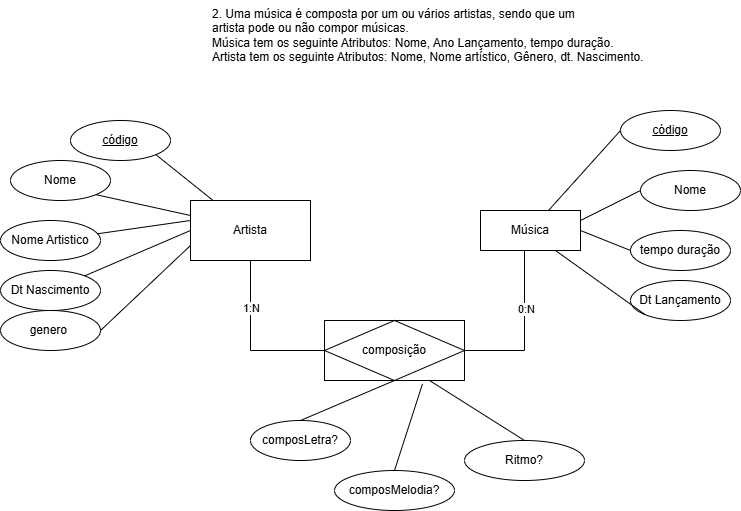 2. Uma música é composta por um ou vários artistas, sendo que um
artista pode ou não compor músicas.
Música tem os seguinte Atributos: Nome, Ano Lançamento, tempo duração.
Artista tem os seguinte Atributos: Nome, Nome artístico, Gênero, dt. Nascimento.
código
código
Nome
Nome
Artista
Música
Nome Artistico
tempo duração
Dt Nascimento
Dt Lançamento
1:N
0:N
genero
composição
composLetra?
Ritmo?
composMelodia?